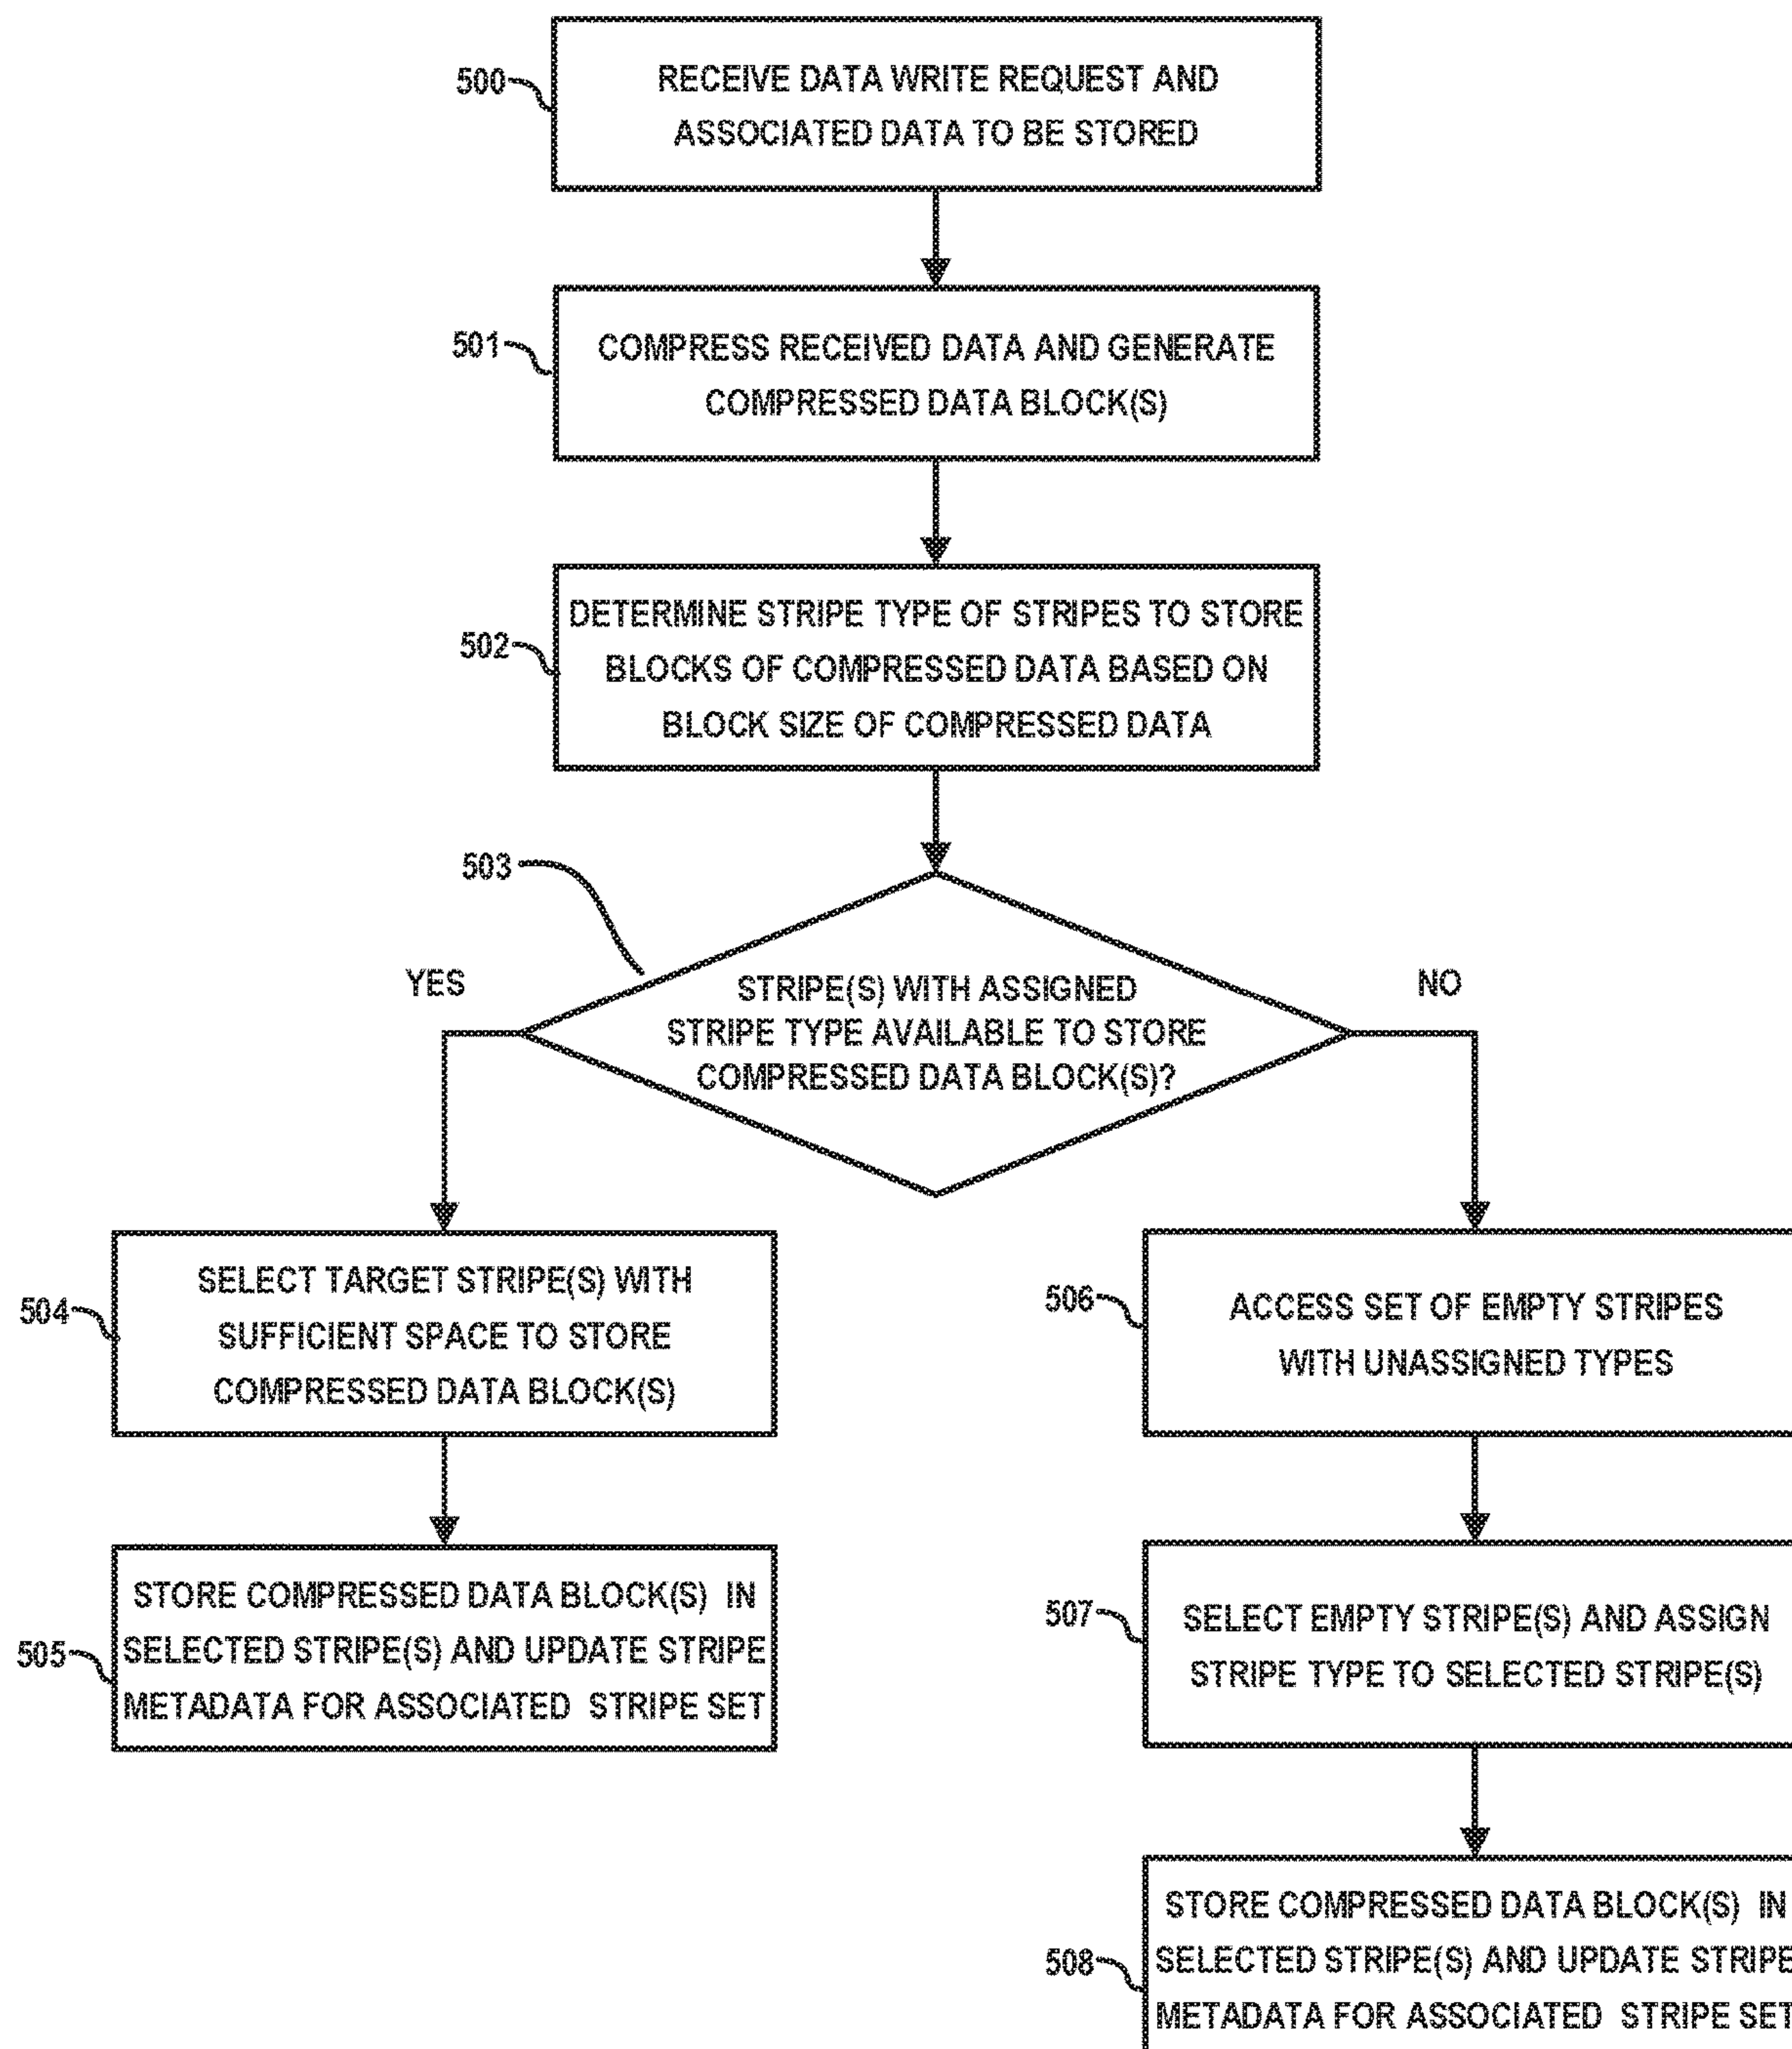 500
RECEIVE DATA WRITE REQUEST AND
ASSOCIATED DATA TO BE STORED
501
COMPRESS RECEIVED DATA AND GENERATE
COMPRESSED DATA BLOCK(S)
502
DETERMINE STRIPE TYPE OF STRIPES TO STORE
BLOCKS OF COMPRESSED DATA BASED ON
BLOCK SIZE OF COMPRESSED DATA
503
STRIPE(S) WITH ASSIGNED
STRIPE TYPE AVAILABLE TO STORE
COMPRESSED DATA BLOCK(S)?
YES
NO
504
SELECT TARGET STRIPE(S) WITH
SUFFICIENT SPACE TO STORE
COMPRESSED DATA BLOCK(S)
505
STORE COMPRESSED DATA BLOCK(S) IN
SELECTED STRIPE(S) AND UPDATE STRIPE
METADATA FOR ASSOCIATED STRIPE SET
506
ACCESS SET OF EMPTY STRIPES
WITH UNASSIGNED TYPES
507
SELECT EMPTY STRIPE(S) AND ASSIGN
STRIPE TYPE TO SELECTED STRIPE(S)
508
STORE COMPRESSED DATA BLOCK(S) IN
SELECTED STRIPE(S) AND UPDATE STRIPE
METADATA FOR ASSOCIATED STRIPE SET